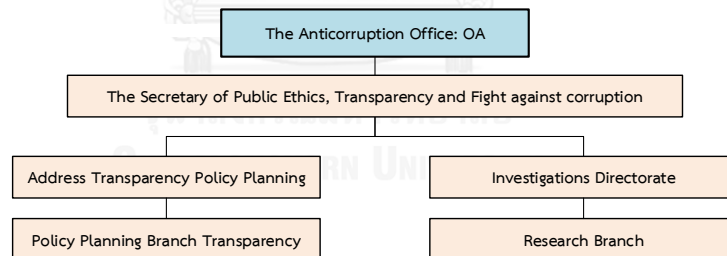 The Anticorruption Office: OA
The Secretary of Public Ethics, Transparency and Fight against corruption
Address Transparency Policy Planning
Investigations Directorate
Policy Planning Branch Transparency
Research Branch